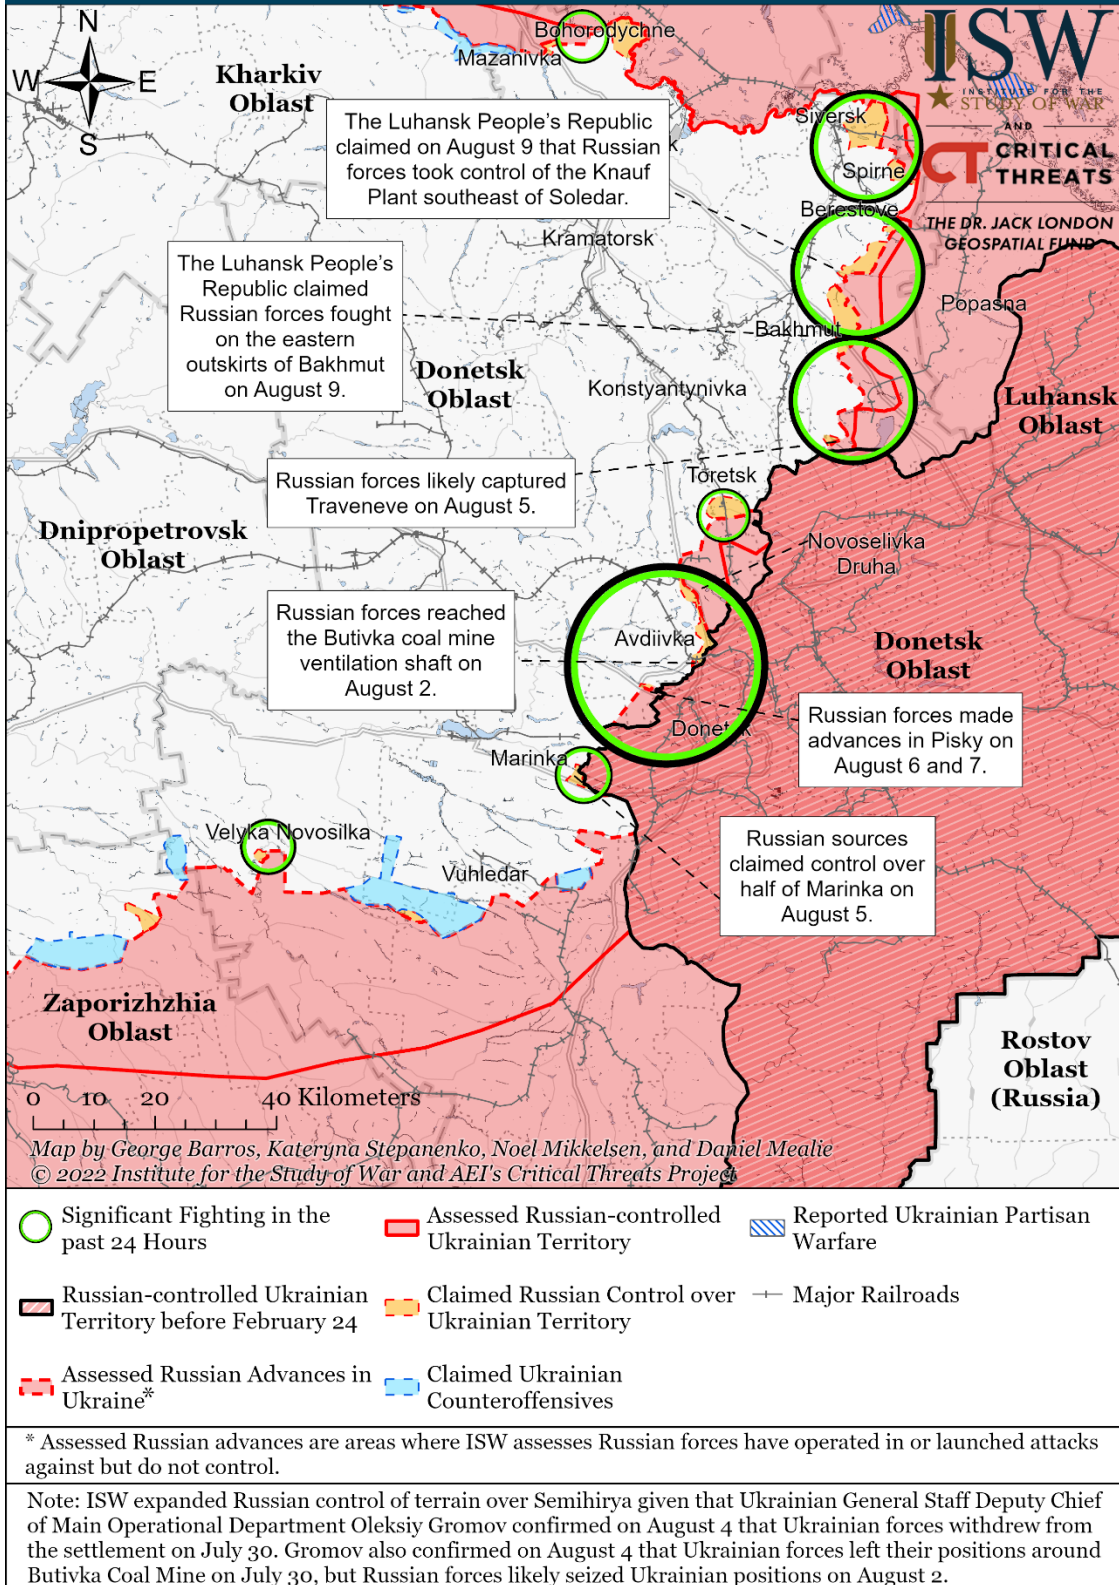 N
W E
S
ISW
INSTITUTE FOR THE
STUDY OF WAR
AND
CT CRITICAL
THREATS
THE DR. JACK LONDON
GEOSPATIAL FUND
Bohorodychne
Mazanivka
Kharkiv
Oblast
The Luhansk People's Republic
claimed on August 9 that Russian
forces took control of the Knauf
Plant southeast of Soledar.
Siversk
Spirne
Berestove
Kramatorsk
The Luhansk People's
Republic claimed
Russian forces fought
on the eastern
outskirts of Bakhmut
on August 9.
Popasna
Bakhmut
Donetsk
Oblast
Konstyantynivka
Luhansk
Oblast
Russian forces likely captured
Traveneve on August 5.
Toretsk
Dnipropetrovsk
Oblast
Novoselivka
Druha
Russian forces reached
the Butivka coal mine
ventilation shaft on
August 2.
Avdiivka
Donetsk
Oblast
Donetsk
Russian forces made
advances in Pisky on
August 6 and 7.
Marinka
Russian sources
claimed control over
half of Marinka on
August 5.
Velyka Novosilka
Vuhledar
Zaporizhzhia
Oblast
Rostov
Oblast
(Russia)
0 10 20 40 Kilometers
Map by George Barros, Kateryna Stepanenko, Noel Mikkelsen, and Daniel Mealie
© 2022 Institute for the Study of War and AEI's Critical Threats Project
Significant Fighting in the
past 24 Hours
Assessed Russian-controlled
Ukrainian Territory
Reported Ukrainian Partisan
Warfare
Russian-controlled Ukrainian
Territory before February 24
Claimed Russian Control over
Ukrainian Territory
Major Railroads
Assessed Russian Advances in
Ukraine*
Claimed Ukrainian
Counteroffensives
* Assessed Russian advances are areas where ISW assesses Russian forces have operated in or launched attacks
against but do not control.
Note: ISW expanded Russian control of terrain over Semihirya given that Ukrainian General Staff Deputy Chief
of Main Operational Department Oleksiy Gromov confirmed on August 4 that Ukrainian forces withdrew from
the settlement on July 30. Gromov also confirmed on August 4 that Ukrainian forces left their positions around
Butivka Coal Mine on July 30, but Russian forces likely seized Ukrainian positions on August 2.